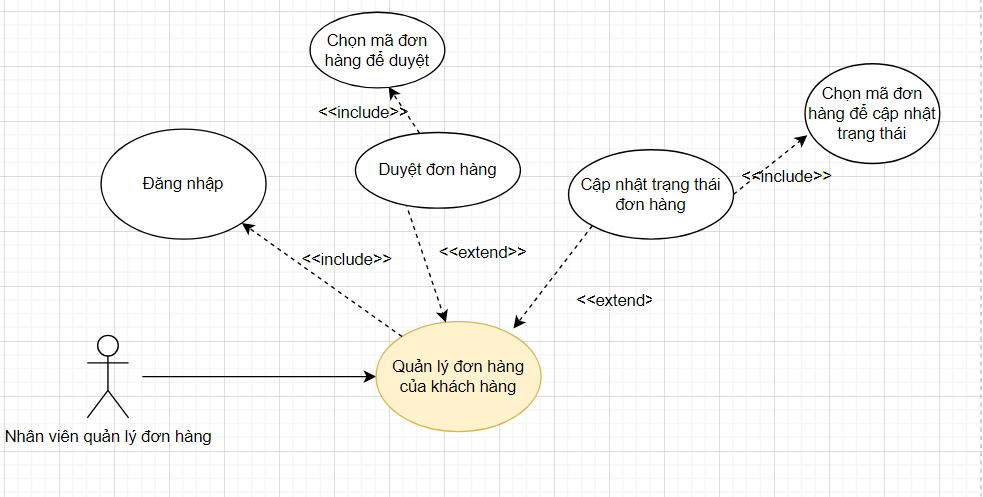 Chọn mã đơn
hàng để duyệt
<<include>>
Chọn mã đơn
hàng để cập nhật
trạng thái
Đăng nhập
Duyệt đơn hàng
<<include>>
Cập nhật trạng thái
đơn hàng
<<include>>
<<extend>>
<<extend>
Quản lý đơn hàng
của khách hàng
Nhân viên quản lý đơn hàng